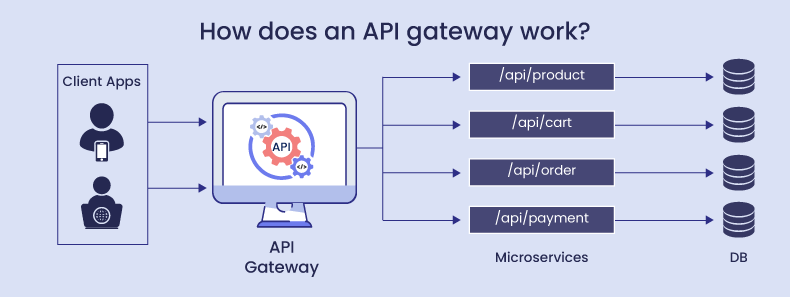 How does an API gateway work?
Client Apps
</>
API
</>
API
Gateway
/api/product
/api/cart
/api/order
/api/payment
Microservices
DB